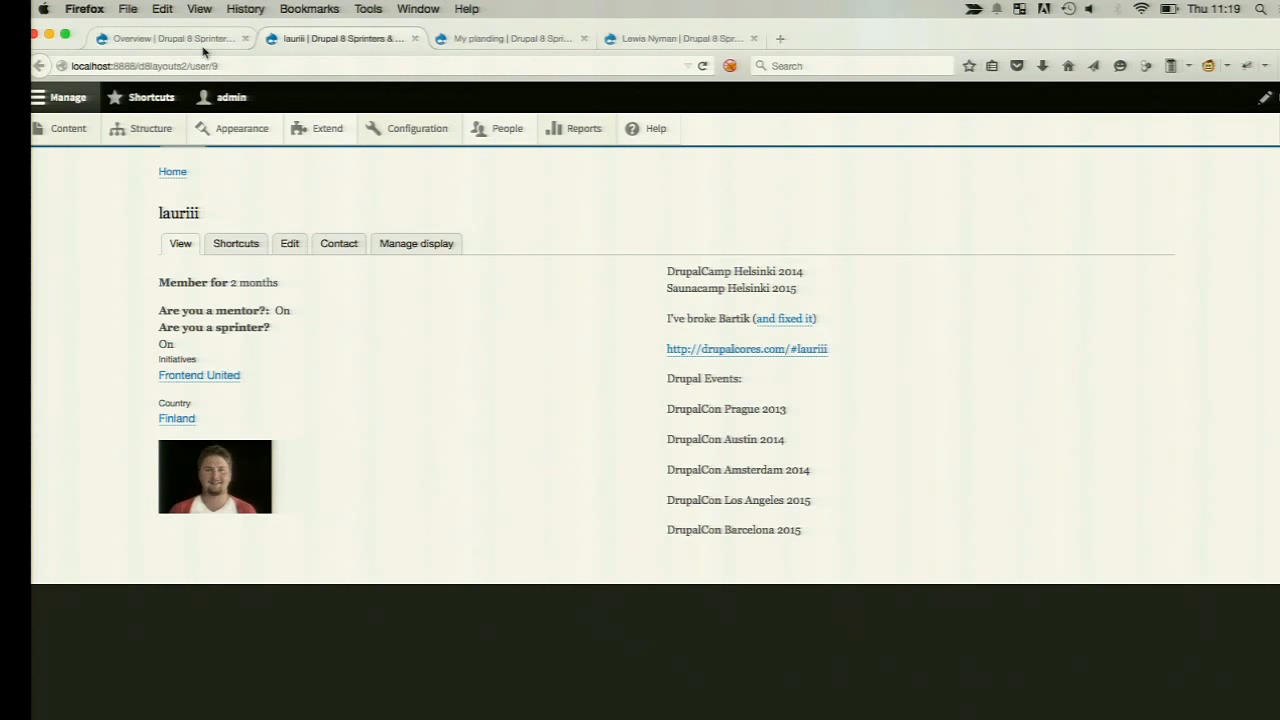 Firefox File Edit View History Bookmarks Tools Window Help Thu 11:19
Overview | Drupal 8 Sprinter... lauriii | Drupal 8 Sprinters & ... My planding | Drupal 8 Spri... Lewis Nyman | Drupal 8 Spr...
localhost:8888/d8layouts2/user/9 Search
Manage Shortcuts admin
Content Structure Appearance Extend Configuration People Reports Help
Home
lauriii
View Shortcuts Edit Contact Manage display
Member for 2 months
Are you a mentor?: On
Are you a sprinter?
On
Initiatives
Frontend United
Country
Finland
DrupalCamp Helsinki 2014
Saunacamp Helsinki 2015
I've broke Bartik (and fixed it)
http://drupalcores.com/#lauriii
Drupal Events:
DrupalCon Prague 2013
DrupalCon Austin 2014
DrupalCon Amsterdam 2014
DrupalCon Los Angeles 2015
DrupalCon Barcelona 2015